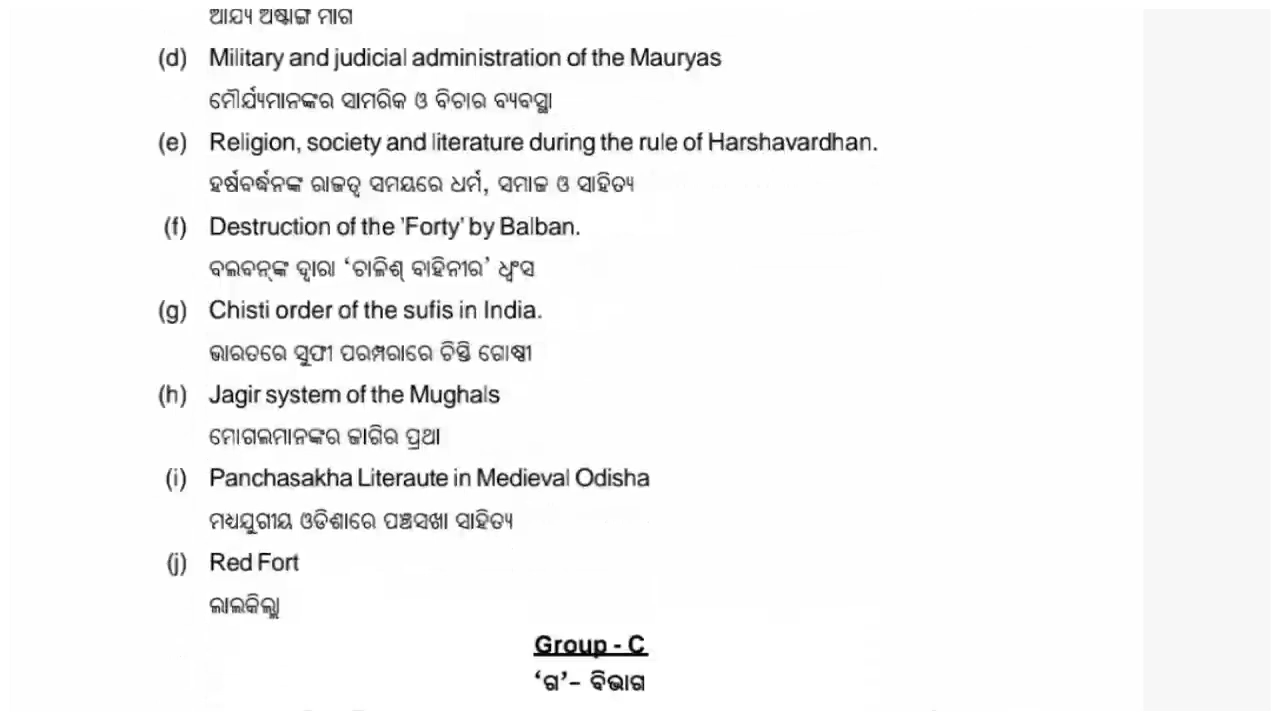 ଆର୍ଯ୍ୟ ଅଷ୍ଟାଙ୍ଗ ମାର୍ଗ
(d) Military and judicial administration of the Mauryas
ମୌର୍ଯ୍ୟମାନଙ୍କର ସାମରିକ ଓ ବିଚାର ବ୍ୟବସ୍ଥା
(e) Religion, society and literature during the rule of Harshavardhan.
ହର୍ଷବର୍ଦ୍ଧନଙ୍କ ରାଜତ୍ୱ ସମୟରେ ଧର୍ମ, ସମାଜ ଓ ସାହିତ୍ୟ
(f) Destruction of the 'Forty' by Balban.
ବଲବନ୍‌ଙ୍କ ଦ୍ୱାରା ‘ଚାଳିଶ୍ ବାହିନୀର’ ଧ୍ୱଂସ
(g) Chisti order of the sufis in India.
ଭାରତରେ ସୁଫୀ ପରମ୍ପରାରେ ଚିସ୍ତି ଗୋଷ୍ଠୀ
(h) Jagir system of the Mughals
ମୋଗଲମାନଙ୍କର ଜାଗିର ପ୍ରଥା
(i) Panchasakha Literaute in Medieval Odisha
ମଧ୍ୟଯୁଗୀୟ ଓଡିଶାରେ ପଞ୍ଚସଖା ସାହିତ୍ୟ
(j) Red Fort
ଲାଲକିଲ୍ଲା
Group - C
‘ଗ’– ବିଭାଗ